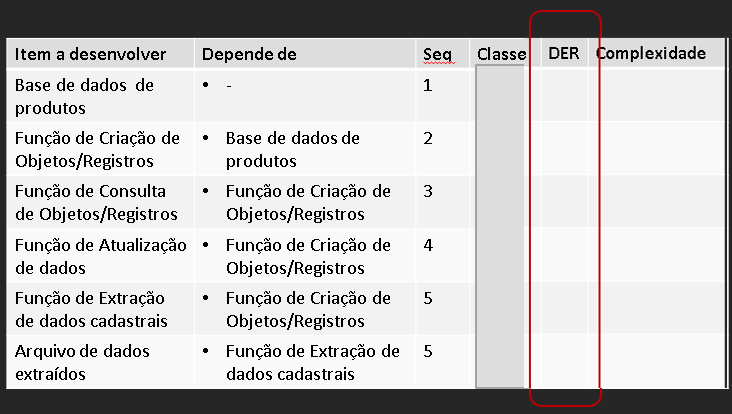 Item a desenvolver Depende de Seq Classe DER Complexidade
Base de dados de produtos • - 1
Função de Criação de Objetos/Registros • Base de dados de produtos 2
Função de Consulta de Objetos/Registros • Função de Criação de Objetos/Registros 3
Função de Atualização de dados • Função de Criação de Objetos/Registros 4
Função de Extração de dados cadastrais • Função de Criação de Objetos/Registros 5
Arquivo de dados extraídos • Função de Extração de dados cadastrais 5